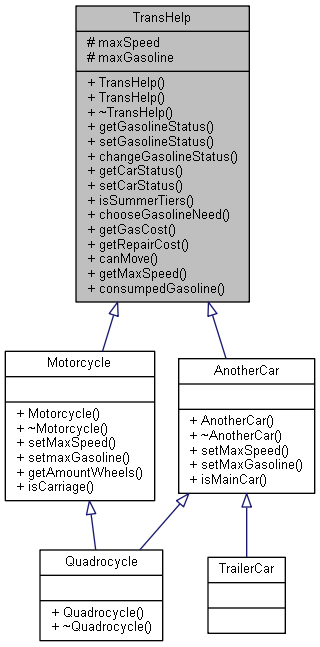 TransHelp
# maxSpeed
# maxGasoline
+ TransHelp()
+ TransHelp()
+ ~TransHelp()
+ getGasolineStatus()
+ setGasolineStatus()
+ changeGasolineStatus()
+ getCarStatus()
+ setCarStatus()
+ isSummerTiers()
+ chooseGasolineNeed()
+ getGasCost()
+ getRepairCost()
+ canMove()
+ getMaxSpeed()
+ consumpedGasoline()
Motorcycle
+ Motorcycle()
+ ~Motorcycle()
+ setMaxSpeed()
+ setmaxGasoline()
+ getAmountWheels()
+ isCarriage()
AnotherCar
+ AnotherCar()
+ ~AnotherCar()
+ setMaxSpeed()
+ setMaxGasoline()
+ isMainCar()
Quadrocycle
+ Quadrocycle()
+ ~Quadrocycle()
TrailerCar